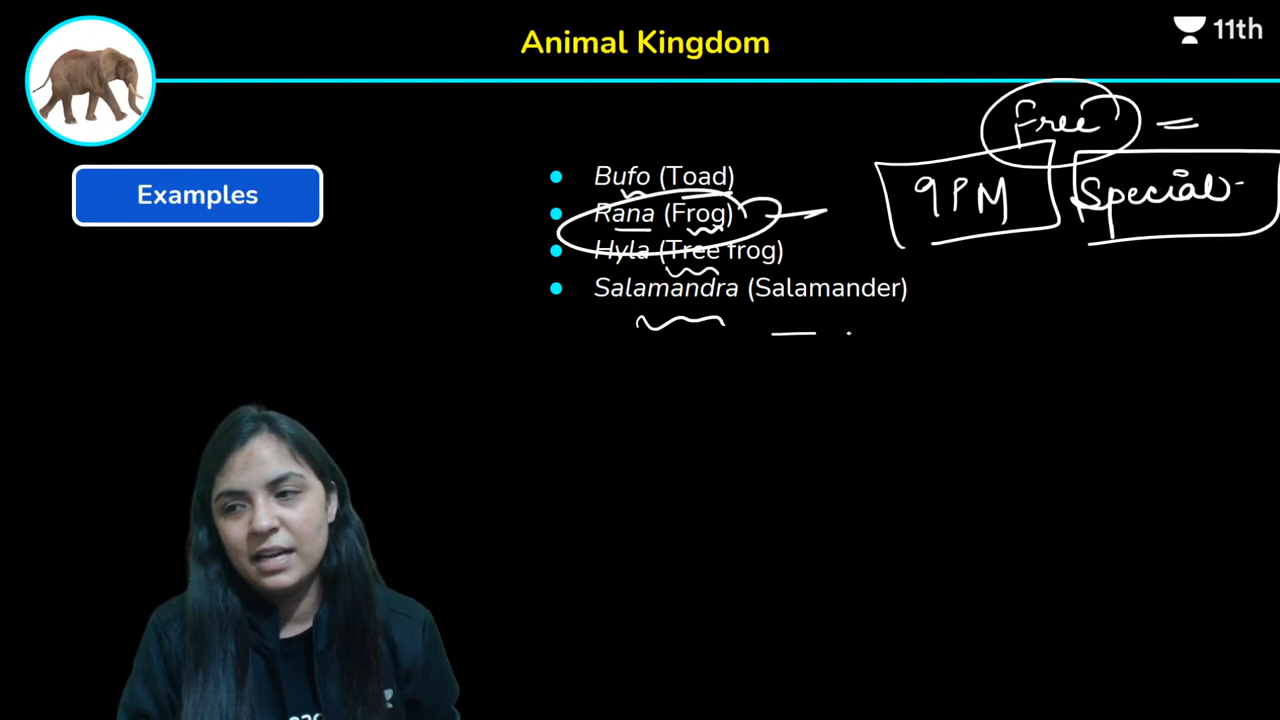 Animal Kingdom
11th
Free =
9PM Special
Examples
Bufo (Toad)
Rana (Frog)
Hyla (Tree frog)
Salamandra (Salamander)